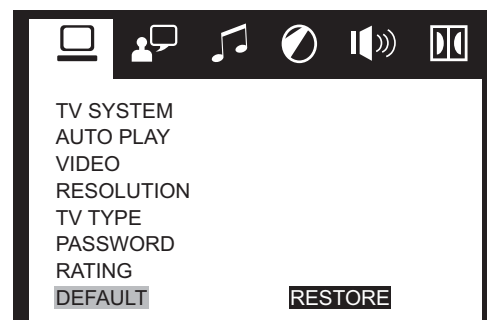 TV SYSTEM
AUTO PLAY
VIDEO
RESOLUTION
TV TYPE
PASSWORD
RATING
DEFAULT RESTORE